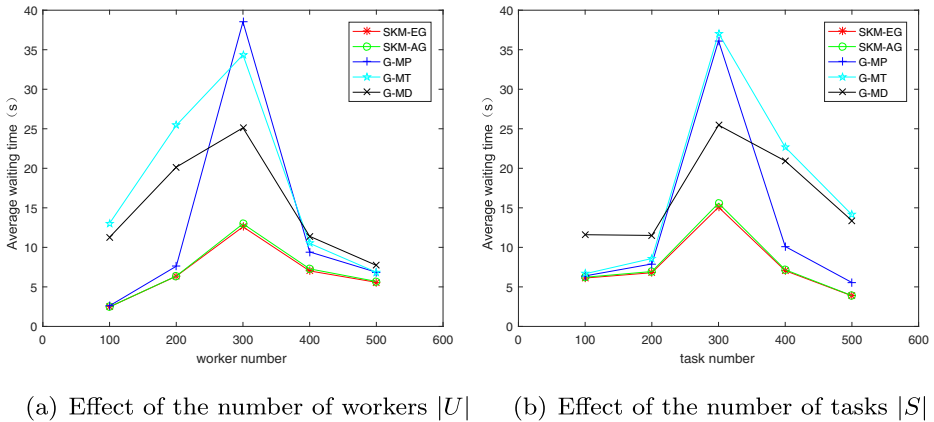 40
35
30
25
20
15
10
5
0
Average waiting time（s）
0 100 200 300 400 500 600
worker number
SKM-EG
SKM-AG
G-MP
G-MT
G-MD
(a) Effect of the number of workers |U|
40
35
30
25
20
15
10
5
0
Average waiting time（s）
0 100 200 300 400 500 600
task number
SKM-EG
SKM-AG
G-MP
G-MT
G-MD
(b) Effect of the number of tasks |S|